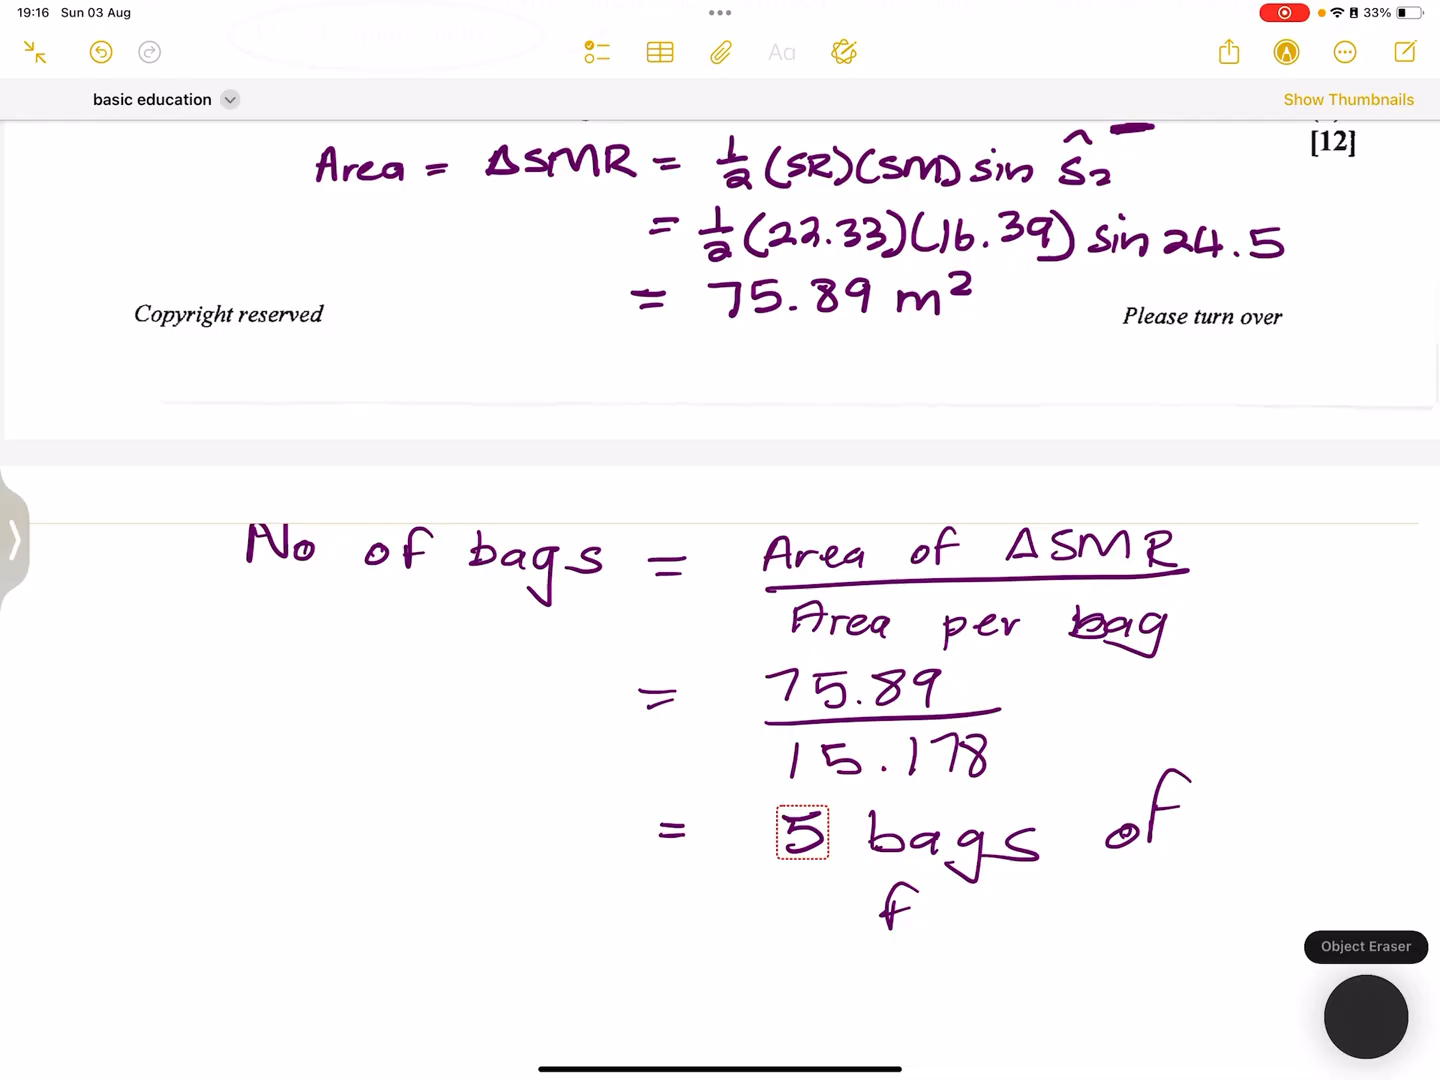 19:16 Sun 03 Aug
33%
Aa
basic education
Show Thumbnails
[12]
Area = ΔSMR = 1/2 (SR)(SM) sin Ŝ2
= 1/2 (22.33)(16.39) sin 24.5
= 75.89 m²
Copyright reserved
Please turn over
No of bags = Area of ΔSMR
Area per bag
= 75.89
15.178
= 5 bags of
f
Object Eraser